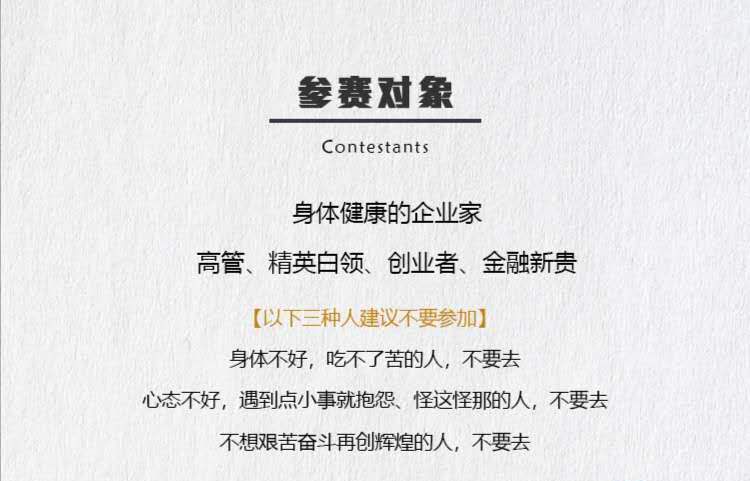 参赛对象
Contestants
身体健康的企业家
高管、精英白领、创业者、金融新贵
【以下三种人建议不要参加】
身体不好，吃不了苦的人，不要去
心态不好，遇到点小事就抱怨、怪这怪那的人，不要去
不想艰苦奋斗再创辉煌的人，不要去